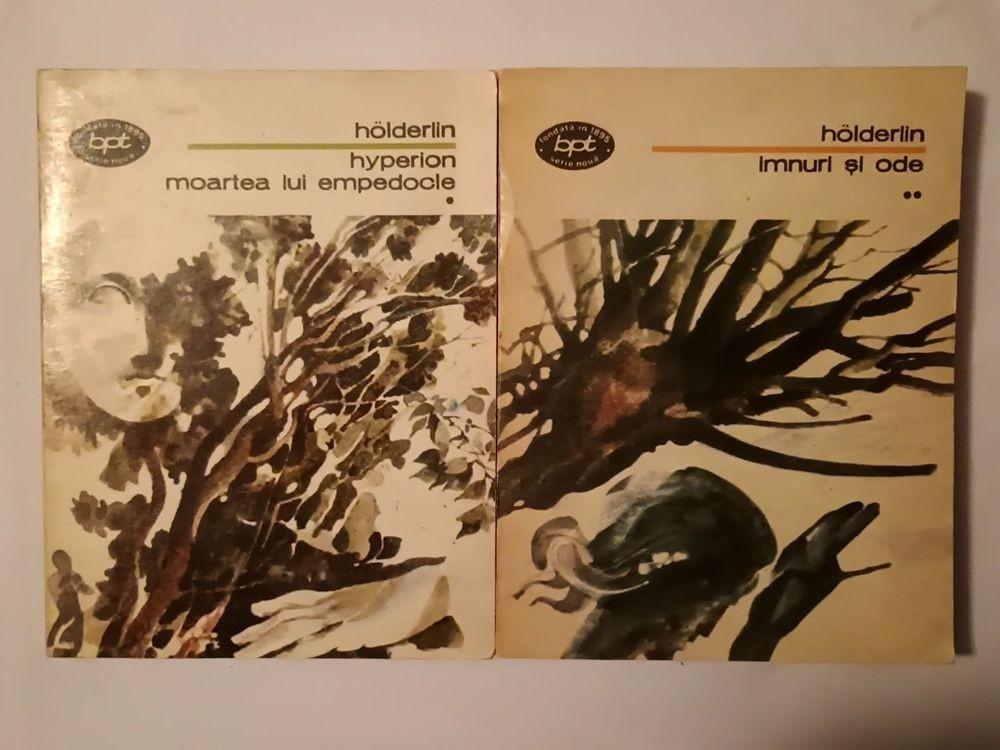 fondată în 1895
bpt
serie nouă
hölderlin
hyperion
moartea lui empedocle
fondată în 1895
bpt
serie nouă
hölderlin
imnuri și ode